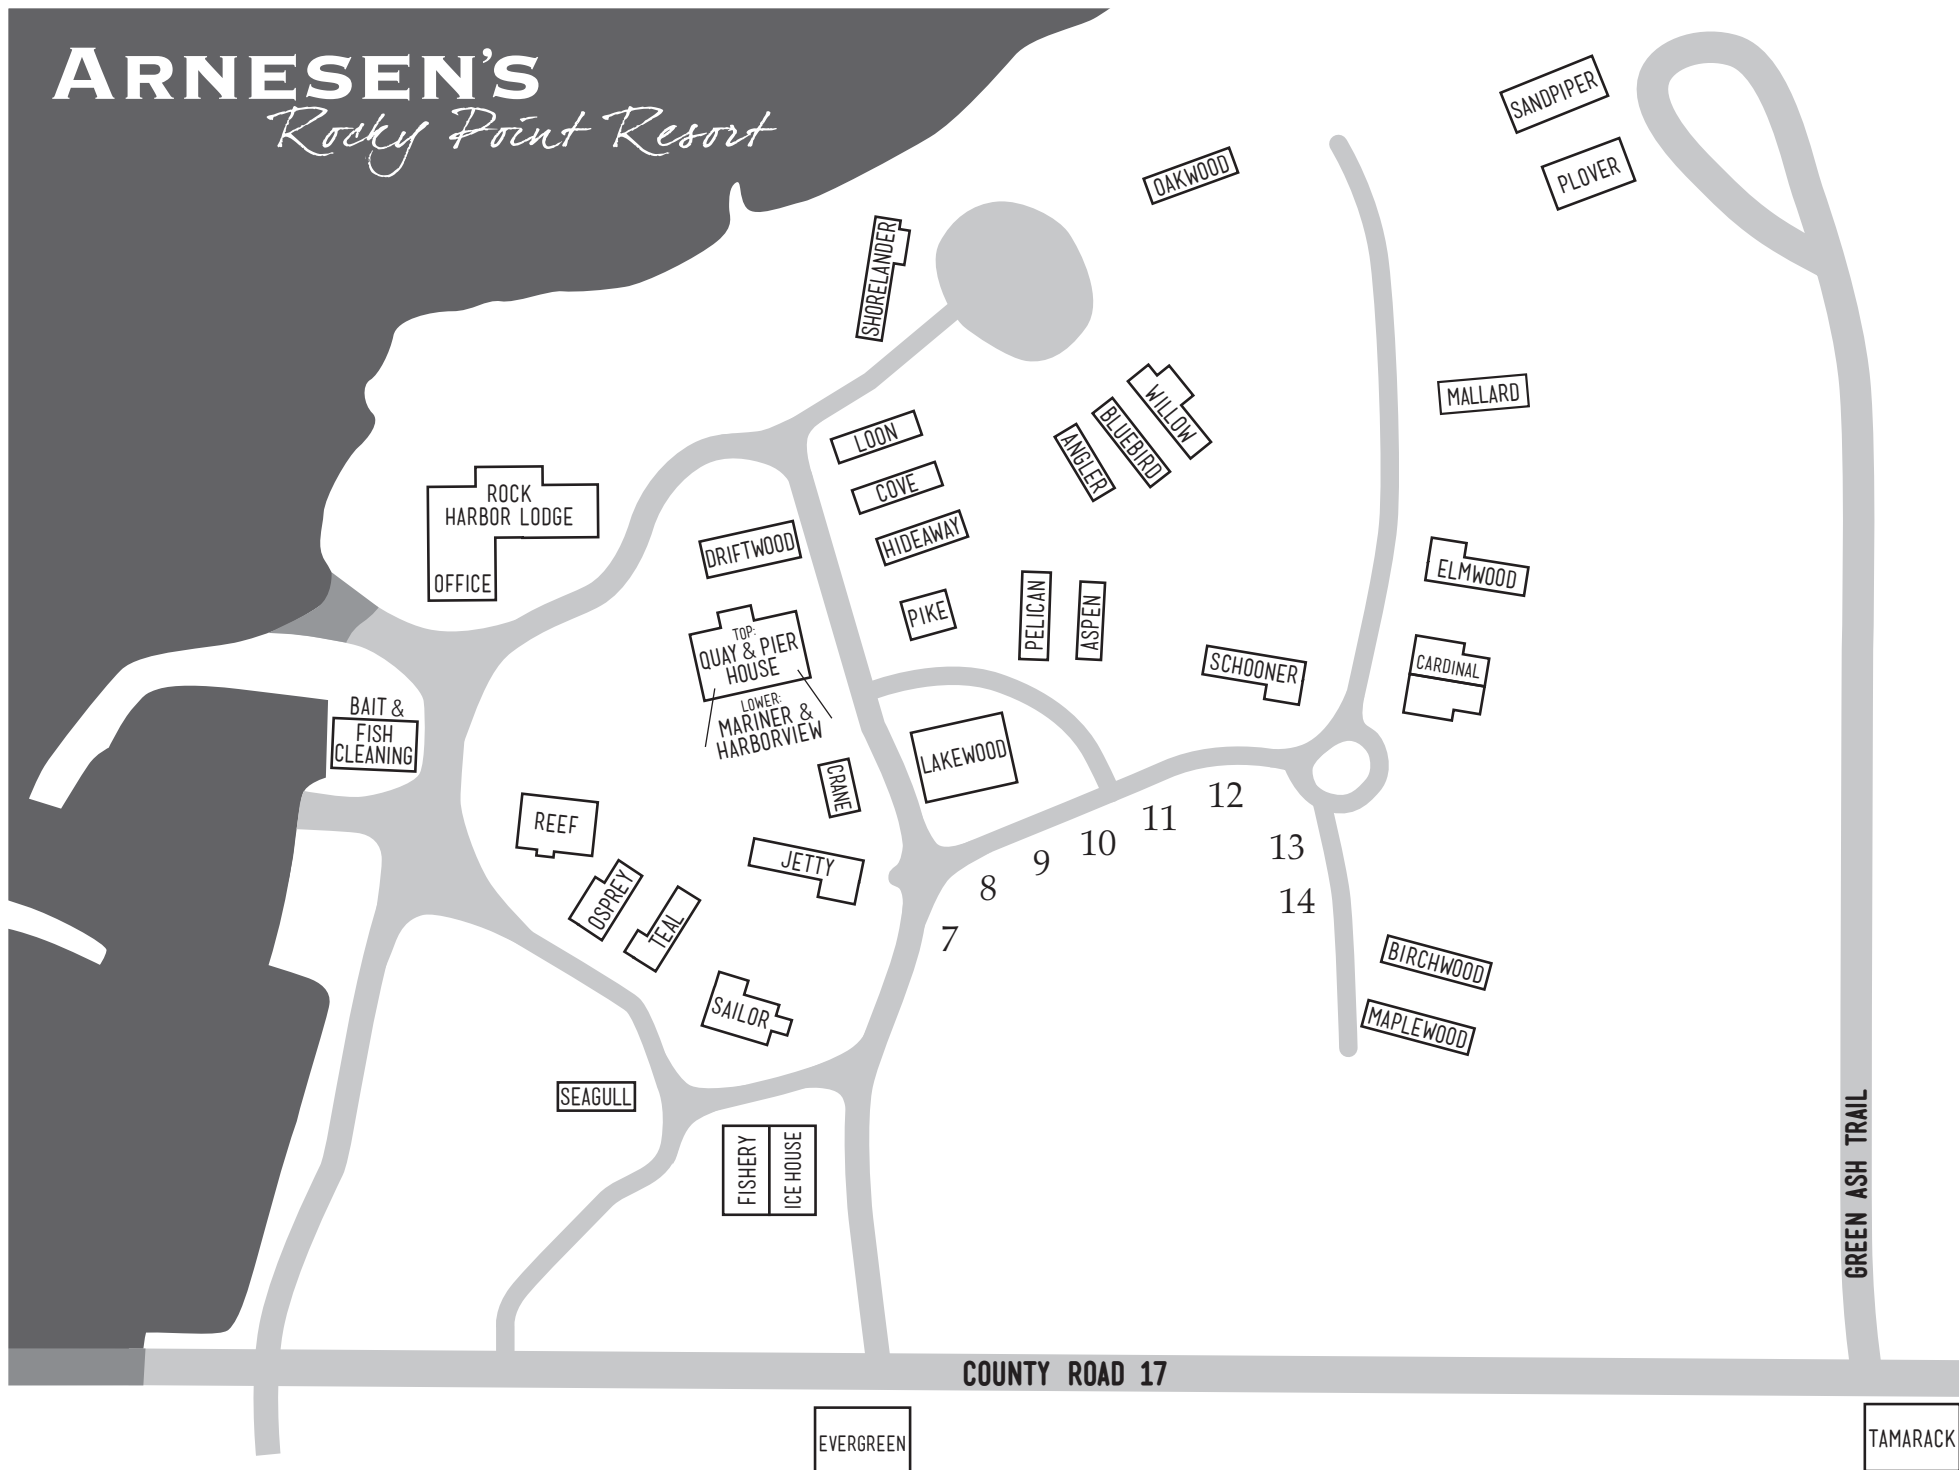 ARNESEN'S
Rocky Point Resort
SANDPIPER
PLOVER
OAKWOOD
SHORELANDER
MALLARD
WILLOW
BLUEBIRD
ANGLER
LOON
COVE
HIDEAWAY
PIKE
ROCK
HARBOR LODGE
OFFICE
DRIFTWOOD
TOP:
QUAY & PIER
HOUSE
LOWER:
MARINER &
HARBORVIEW
PELICAN
ASPEN
ELMWOOD
SCHOONER
CARDINAL
BAIT &
FISH
CLEANING
LAKEWOOD
CRANE
REEF
JETTY
OSPREY
TEAL
SAILOR
7
8
9
10
11
12
13
14
BIRCHWOOD
MAPLEWOOD
SEAGULL
FISHERY
ICE HOUSE
GREEN ASH TRAIL
COUNTY ROAD 17
EVERGREEN
TAMARACK